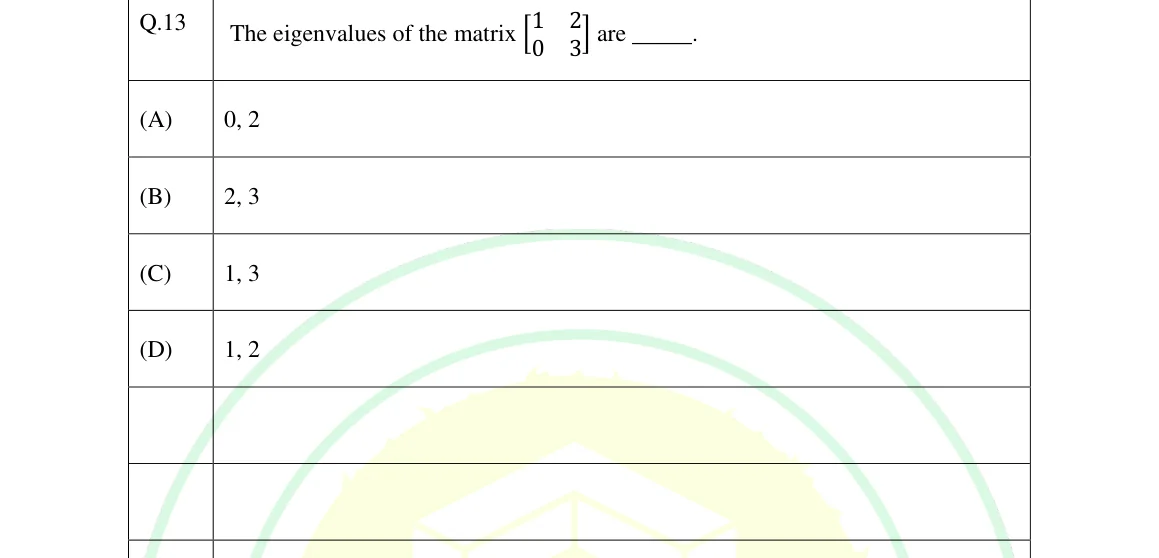 Q.13
The eigenvalues of the matrix [1 2
0 3] are _____.
(A) 0, 2
(B) 2, 3
(C) 1, 3
(D) 1, 2